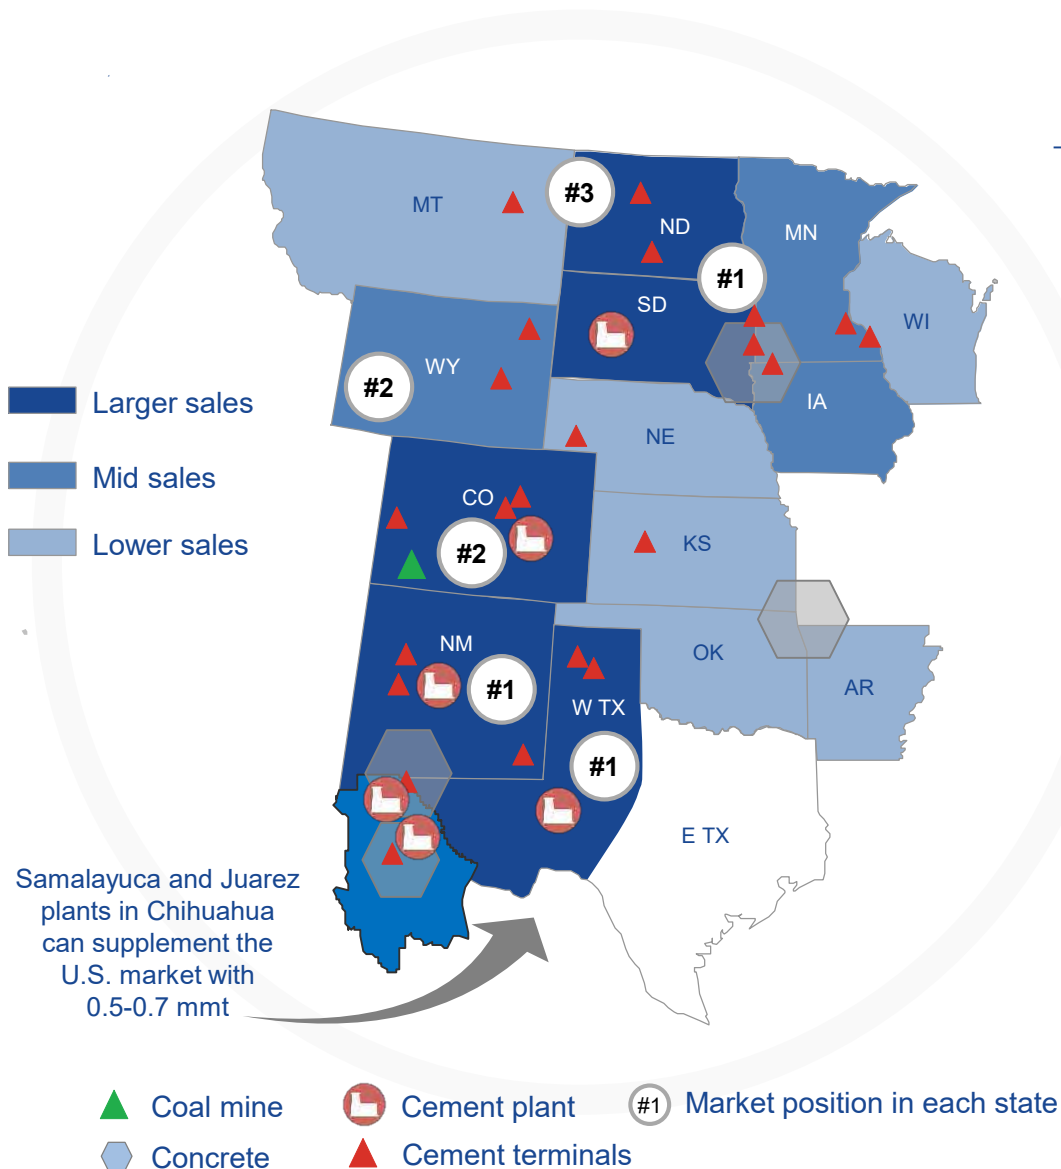 #3
MT
ND
MN
#1
SD
WI
WY
#2
IA
NE
Larger sales
Mid sales
Lower sales
CO
#2
KS
NM
#1
OK
AR
W TX
#1
E TX
Samalayuca and Juarez
plants in Chihuahua
can supplement the
U.S. market with
0.5-0.7 mmt
Coal mine
Cement plant
#1 Market position in each state
Concrete
Cement terminals